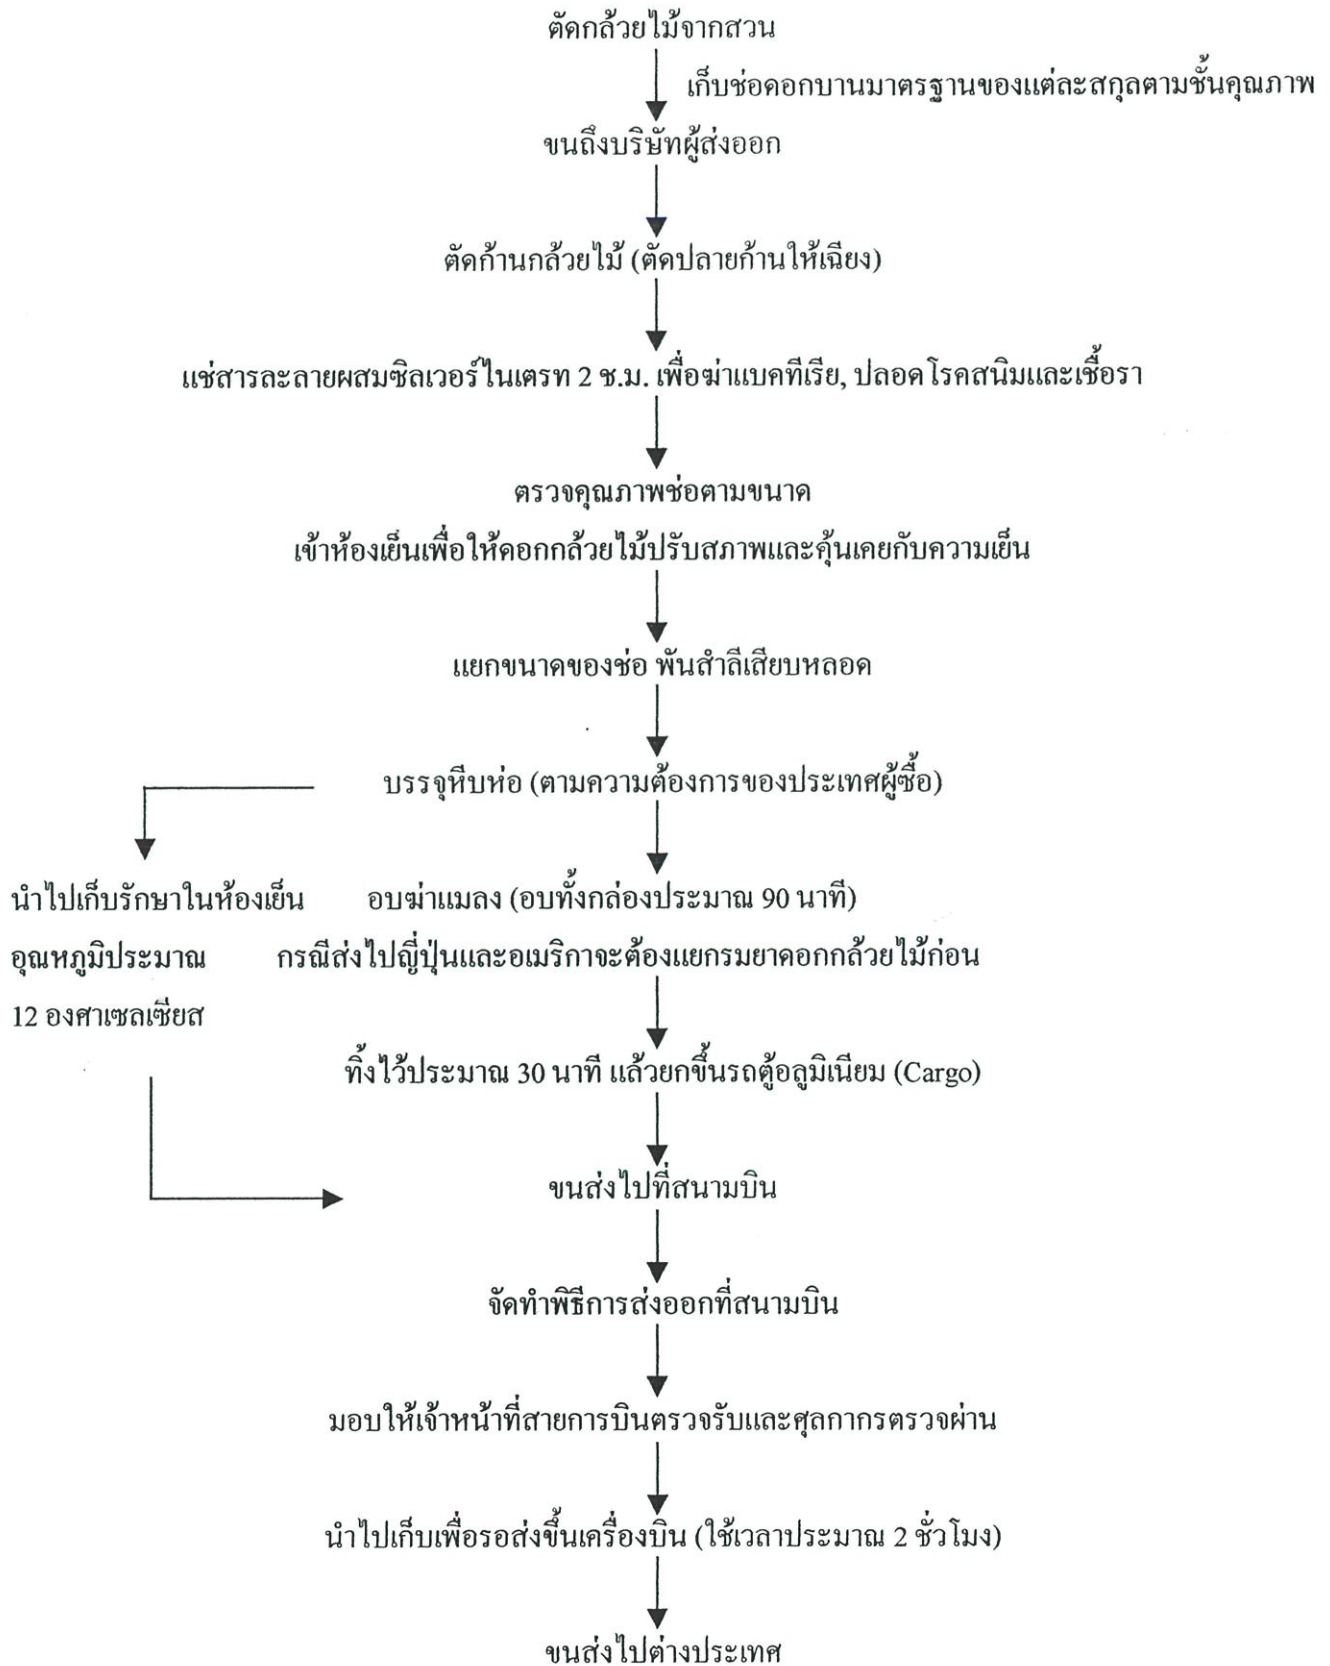 ตัดกล้วยไม้จากสวน
เก็บช่อดอกบานมาตรฐานของแต่ละสกุลตามชั้นคุณภาพ
ขนถึงบริษัทผู้ส่งออก
ตัดก้านกล้วยไม้ (ตัดปลายก้านให้เฉียง)
แช่สารละลายผสมซิลเวอร์ไนเตรท 2 ช.ม. เพื่อฆ่าแบคทีเรีย, ปลอดโรคสนิมและเชื้อรา
ตรวจคุณภาพช่อตามขนาด
เข้าห้องเย็นเพื่อให้ดอกกล้วยไม้ปรับสภาพและคุ้นเคยกับความเย็น
แยกขนาดของช่อ พันสำลีเสียบหลอด
บรรจุหีบห่อ (ตามความต้องการของประเทศผู้ซื้อ)
นำไปเก็บรักษาในห้องเย็น
อุณหภูมิประมาณ
12 องศาเซลเซียส
อบฆ่าแมลง (อบทั้งกล่องประมาณ 90 นาที)
กรณีส่งไปญี่ปุ่นและอเมริกาจะต้องแยกรมยาดอกกล้วยไม้ก่อน
ทิ้งไว้ประมาณ 30 นาที แล้วยกขึ้นรถตู้อลูมิเนียม (Cargo)
ขนส่งไปที่สนามบิน
จัดทำพิธีการส่งออกที่สนามบิน
มอบให้เจ้าหน้าที่สายการบินตรวจรับและศุลกากรตรวจผ่าน
นำไปเก็บเพื่อรอส่งขึ้นเครื่องบิน (ใช้เวลาประมาณ 2 ชั่วโมง)
ขนส่งไปต่างประเทศ